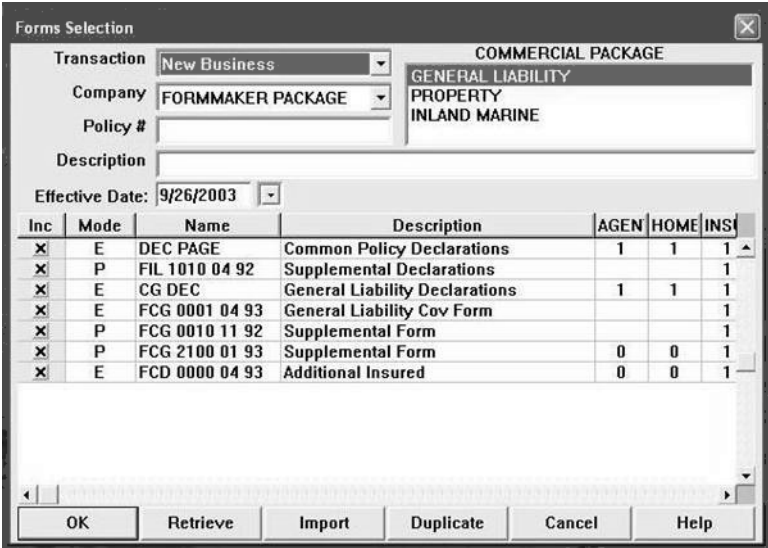 Forms Selection
Transaction New Business
COMMERCIAL PACKAGE
GENERAL LIABILITY
PROPERTY
INLAND MARINE
Company FORMMAKER PACKAGE
Policy #
Description
Effective Date: 9/26/2003
Inc Mode Name Description AGEN HOME INSU
X E DEC PAGE Common Policy Declarations 1 1 1
X P FIL 1010 04 92 Supplemental Declarations 1
X E CG DEC General Liability Declarations 1 1 1
X E FCG 0001 04 93 General Liability Cov Form 1
X P FCG 0010 11 92 Supplemental Form 1
X P FCG 2100 01 93 Supplemental Form 0 0 1
X E FCD 0000 04 93 Additional Insured 0 0 1
OK Retrieve Import Duplicate Cancel Help